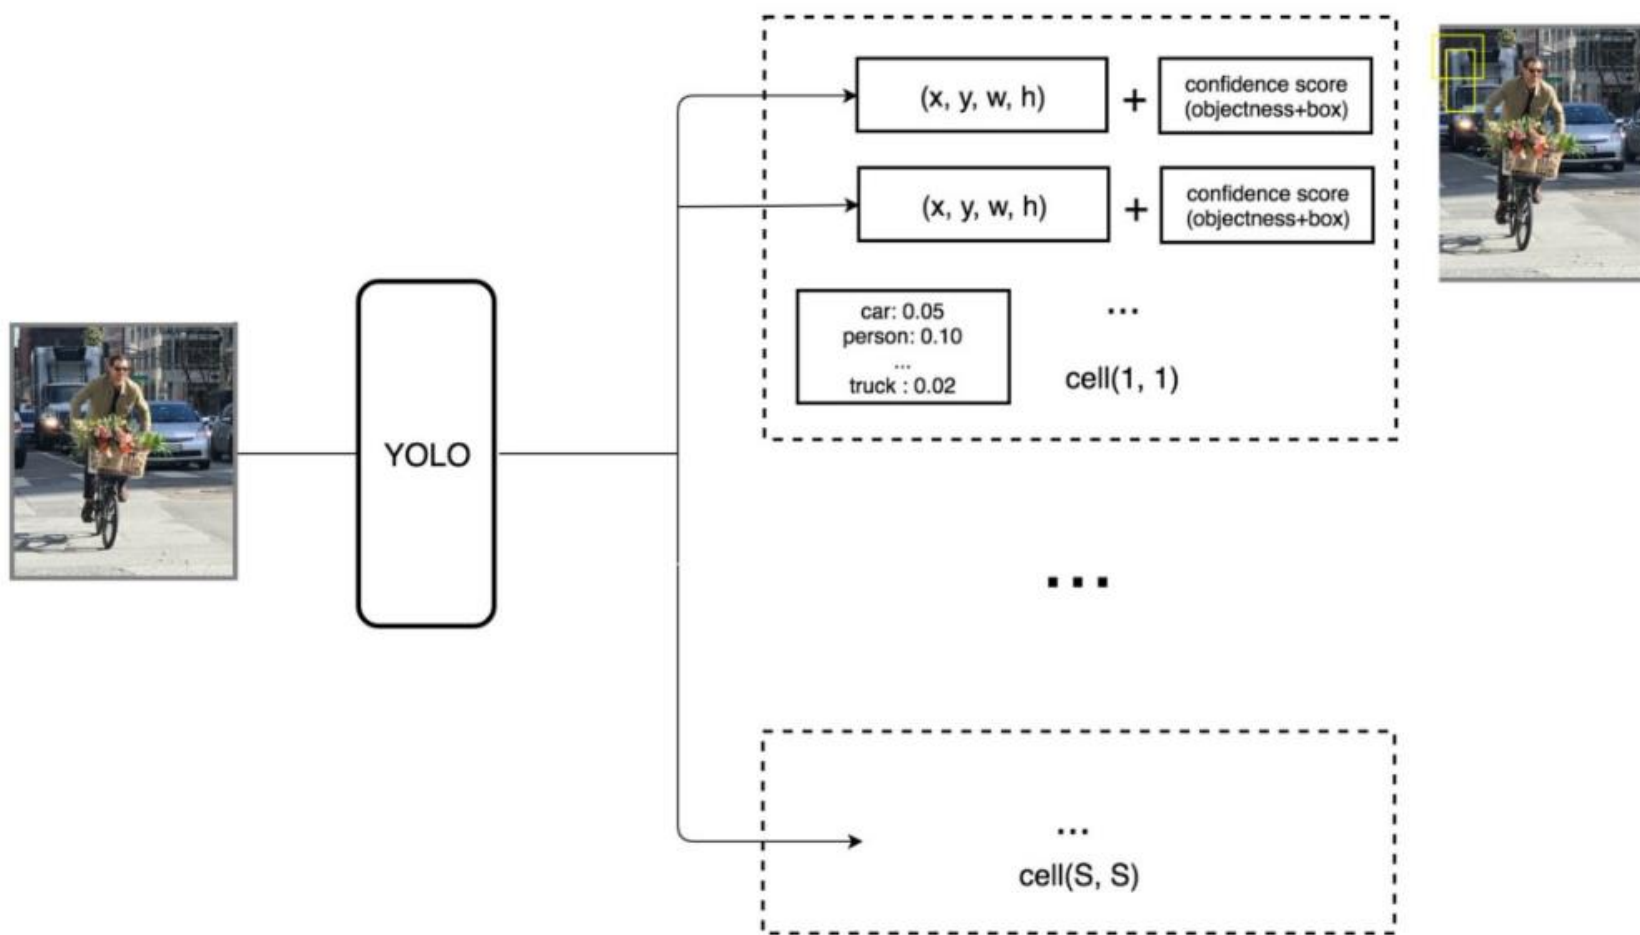 (x, y, w, h)
+
confidence score
(objectness+box)
(x, y, w, h)
+
confidence score
(objectness+box)
car: 0.05
person: 0.10
...
truck : 0.02
...
cell(1, 1)
YOLO
...
...
cell(S, S)